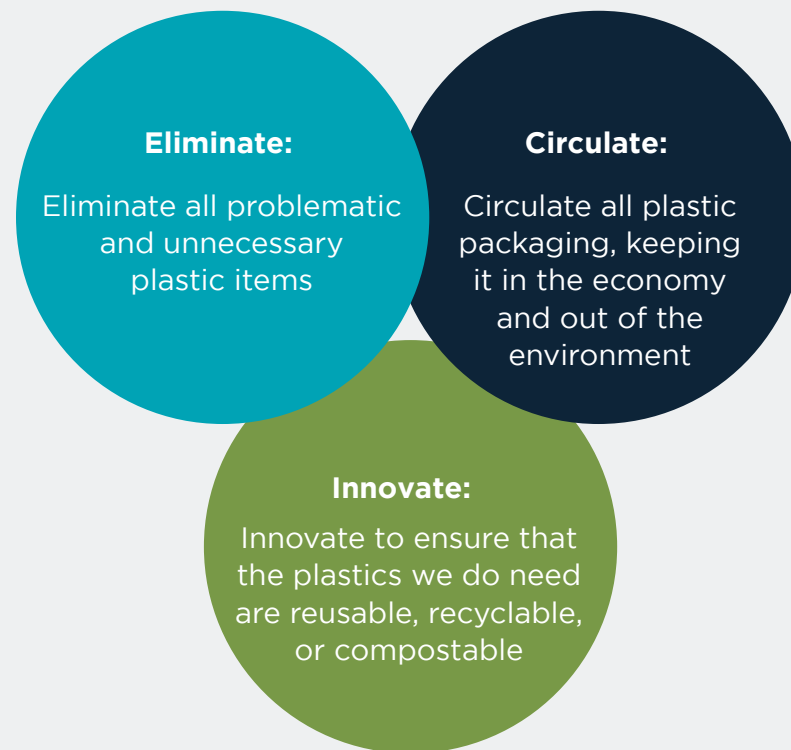 Eliminate:
Eliminate all problematic
and unnecessary
plastic items
Circulate:
Circulate all plastic
packaging, keeping
it in the economy
and out of the
environment
Innovate:
Innovate to ensure that
the plastics we do need
are reusable, recyclable,
or compostable